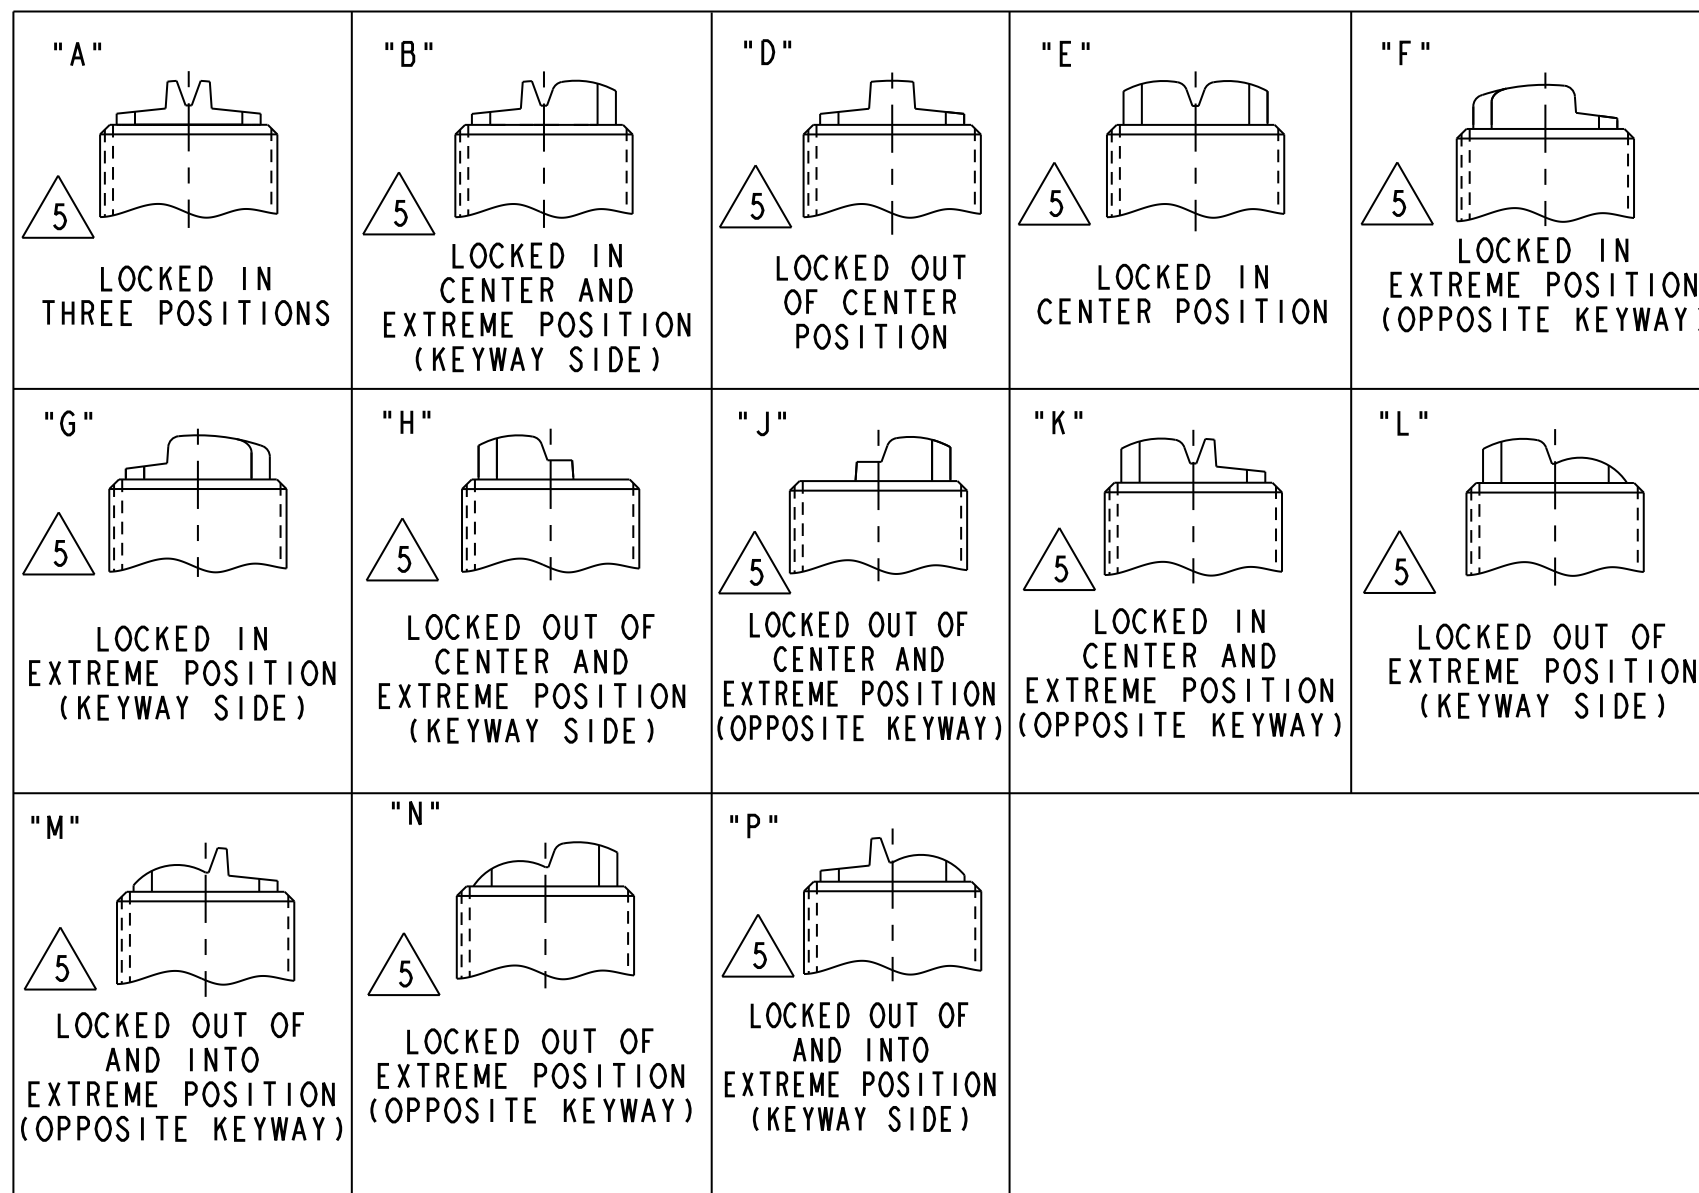 "A"
5
LOCKED IN
THREE POSITIONS
"B"
5
LOCKED IN
CENTER AND
EXTREME POSITION
(KEYWAY SIDE)
"D"
5
LOCKED OUT
OF CENTER
POSITION
"E"
5
LOCKED IN
CENTER POSITION
"F"
5
LOCKED IN
EXTREME POSITION
(OPPOSITE KEYWAY)
"G"
5
LOCKED IN
EXTREME POSITION
(KEYWAY SIDE)
"H"
5
LOCKED OUT OF
CENTER AND
EXTREME POSITION
(KEYWAY SIDE)
"J"
5
LOCKED OUT OF
CENTER AND
EXTREME POSITION
(OPPOSITE KEYWAY)
"K"
5
LOCKED IN
CENTER AND
EXTREME POSITION
(OPPOSITE KEYWAY)
"L"
5
LOCKED OUT OF
EXTREME POSITION
(KEYWAY SIDE)
"M"
5
LOCKED OUT OF
AND INTO
EXTREME POSITION
(OPPOSITE KEYWAY)
"N"
5
LOCKED OUT OF
EXTREME POSITION
(OPPOSITE KEYWAY)
"P"
5
LOCKED OUT OF
AND INTO
EXTREME POSITION
(KEYWAY SIDE)